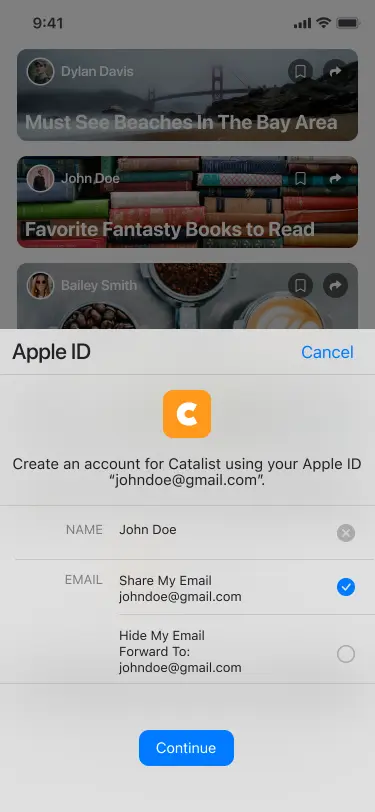 9:41
Dylan Davis
Must See Beaches In The Bay Area
John Doe
Favorite Fantasty Books to Read
Bailey Smith
Apple ID
Cancel
C
Create an account for Catalist using your Apple ID
“johndoe@gmail.com”.
NAME
John Doe
EMAIL
Share My Email
johndoe@gmail.com
Hide My Email
Forward To:
johndoe@gmail.com
Continue